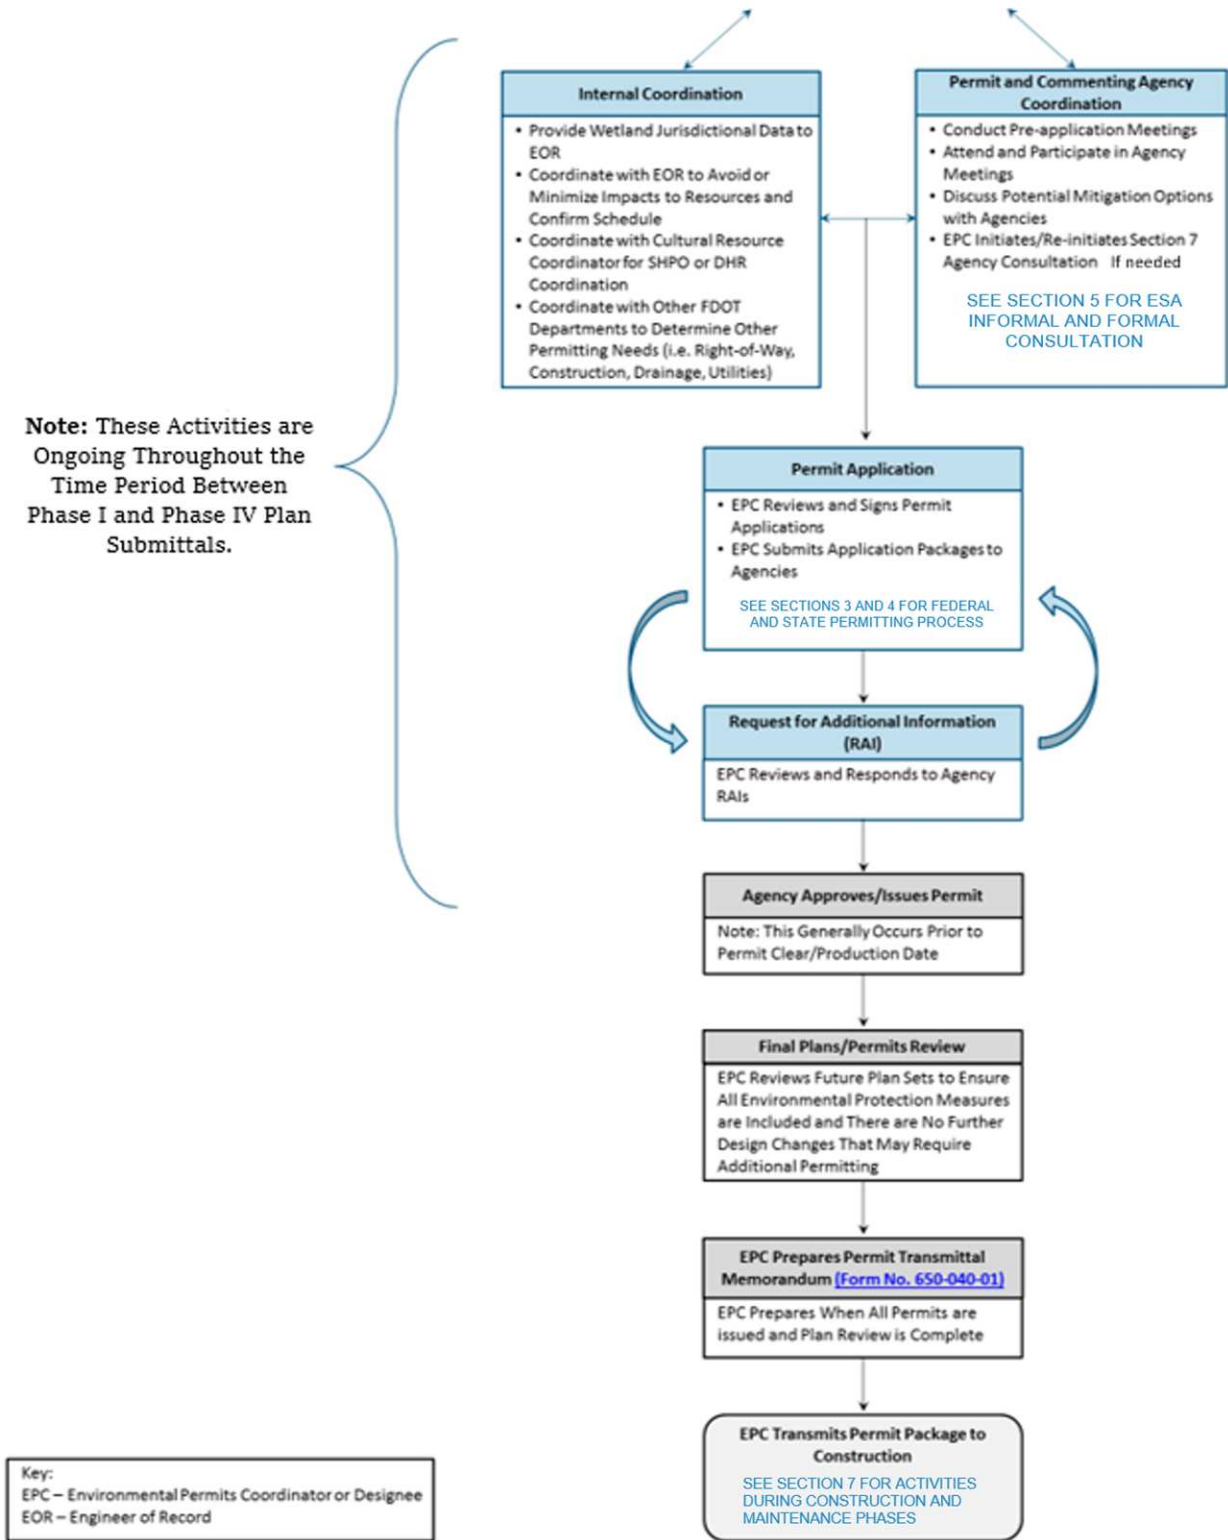 Internal Coordination
• Provide Wetland Jurisdictional Data to
EOR
• Coordinate with EOR to Avoid or
Minimize Impacts to Resources and
Confirm Schedule
• Coordinate with Cultural Resource
Coordinator for SHPO or DHR
Coordination
• Coordinate with Other FDOT
Departments to Determine Other
Permitting Needs (i.e. Right-of-Way,
Construction, Drainage, Utilities)
Permit and Commenting Agency
Coordination
• Conduct Pre-application Meetings
• Attend and Participate in Agency
Meetings
• Discuss Potential Mitigation Options
with Agencies
• EPC Initiates/Re-initiates Section 7
Agency Consultation If needed
SEE SECTION 5 FOR ESA
INFORMAL AND FORMAL
CONSULTATION
Note: These Activities are
Ongoing Throughout the
Time Period Between
Phase I and Phase IV Plan
Submittals.
Permit Application
• EPC Reviews and Signs Permit
Applications
• EPC Submits Application Packages to
Agencies
SEE SECTIONS 3 AND 4 FOR FEDERAL
AND STATE PERMITTING PROCESS
Request for Additional Information
(RAI)
EPC Reviews and Responds to Agency
RAIs
Agency Approves/Issues Permit
Note: This Generally Occurs Prior to
Permit Clear/Production Date
Final Plans/Permits Review
EPC Reviews Future Plan Sets to Ensure
All Environmental Protection Measures
are Included and There are No Further
Design Changes That May Require
Additional Permitting
EPC Prepares Permit Transmittal
Memorandum (Form No. 650-040-01)
EPC Prepares When All Permits are
issued and Plan Review is Complete
EPC Transmits Permit Package to
Construction
SEE SECTION 7 FOR ACTIVITIES
DURING CONSTRUCTION AND
MAINTENANCE PHASES
Key:
EPC – Environmental Permits Coordinator or Designee
EOR – Engineer of Record